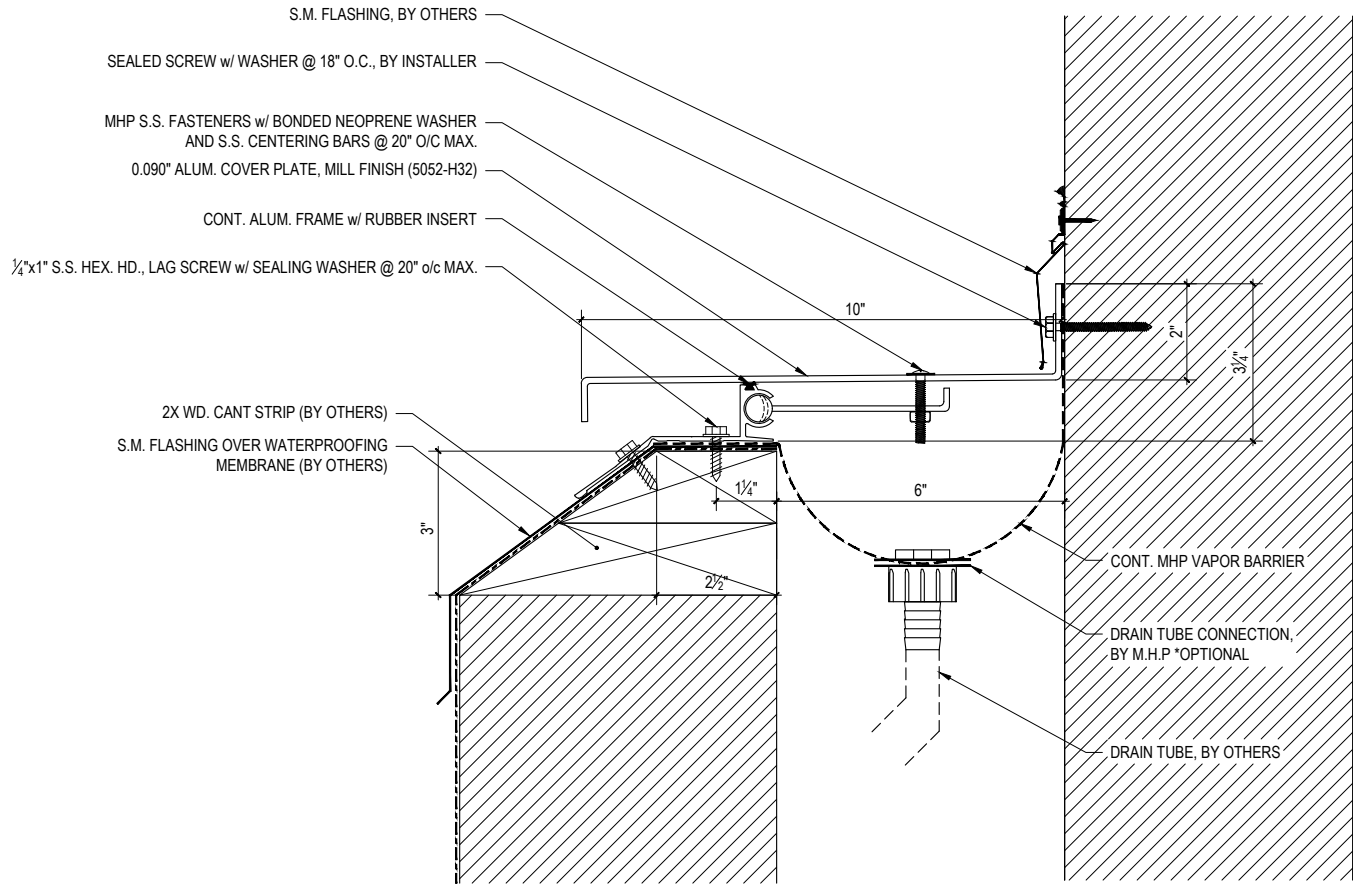 S.M. FLASHING, BY OTHERS
SEALED SCREW w/ WASHER @ 18" O.C., BY INSTALLER
MHP S.S. FASTENERS w/ BONDED NEOPRENE WASHER
AND S.S. CENTERING BARS @ 20" O/C MAX.
0.090" ALUM. COVER PLATE, MILL FINISH (5052-H32)
CONT. ALUM. FRAME w/ RUBBER INSERT
¼"x1" S.S. HEX. HD., LAG SCREW w/ SEALING WASHER @ 20" o/c MAX.
10"
2"
3¼"
2X WD. CANT STRIP (BY OTHERS)
S.M. FLASHING OVER WATERPROOFING
MEMBRANE (BY OTHERS)
1¼"
6"
3"
2½"
CONT. MHP VAPOR BARRIER
DRAIN TUBE CONNECTION,
BY M.H.P *OPTIONAL
DRAIN TUBE, BY OTHERS